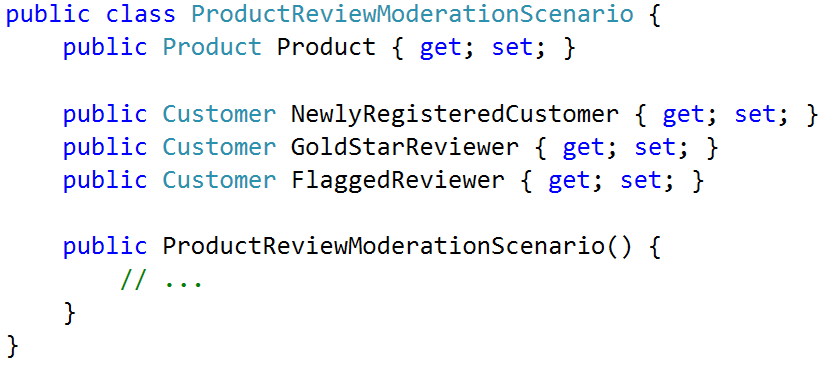 public class ProductReviewModerationScenario {
    public Product Product { get; set; }

    public Customer NewlyRegisteredCustomer { get; set; }
    public Customer GoldStarReviewer { get; set; }
    public Customer FlaggedReviewer { get; set; }

    public ProductReviewModerationScenario() {
        // ...
    }
}